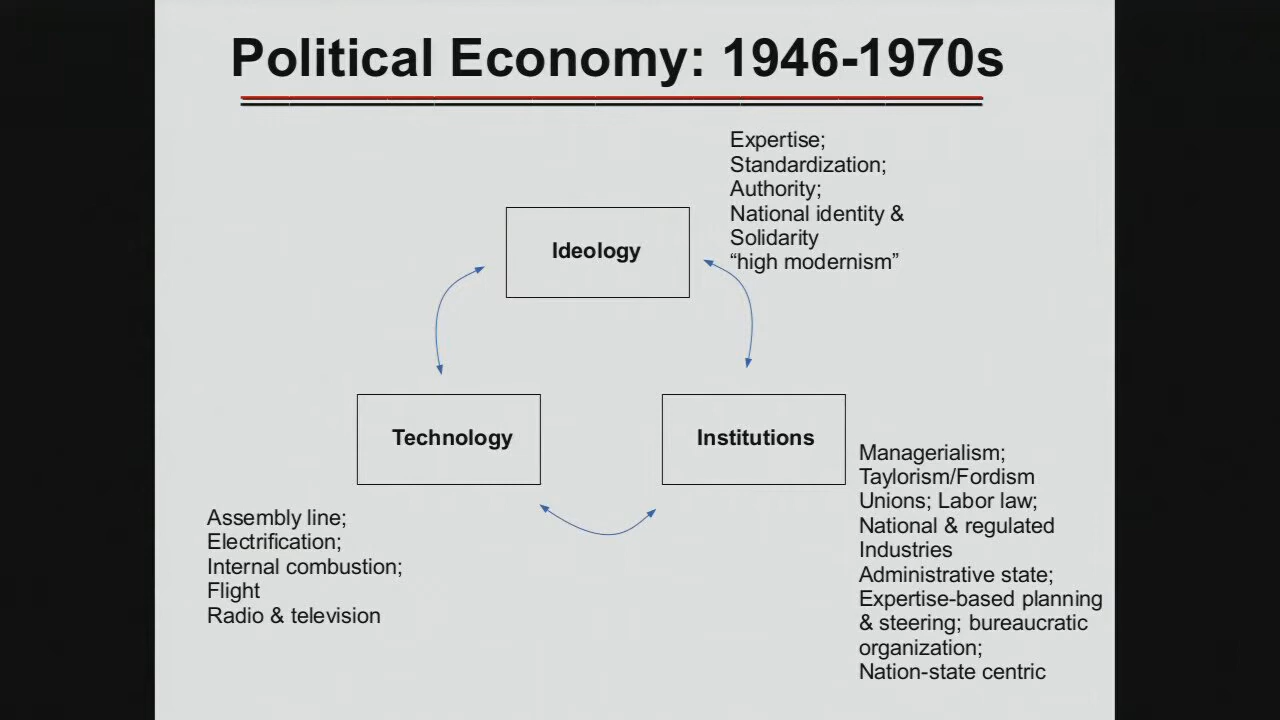 Political Economy: 1946-1970s
Expertise;
Standardization;
Authority;
National identity &
Solidarity
“high modernism”
Ideology
Technology
Institutions
Assembly line;
Electrification;
Internal combustion;
Flight
Radio & television
Managerialism;
Taylorism/Fordism
Unions; Labor law;
National & regulated
Industries
Administrative state;
Expertise-based planning
& steering; bureaucratic
organization;
Nation-state centric